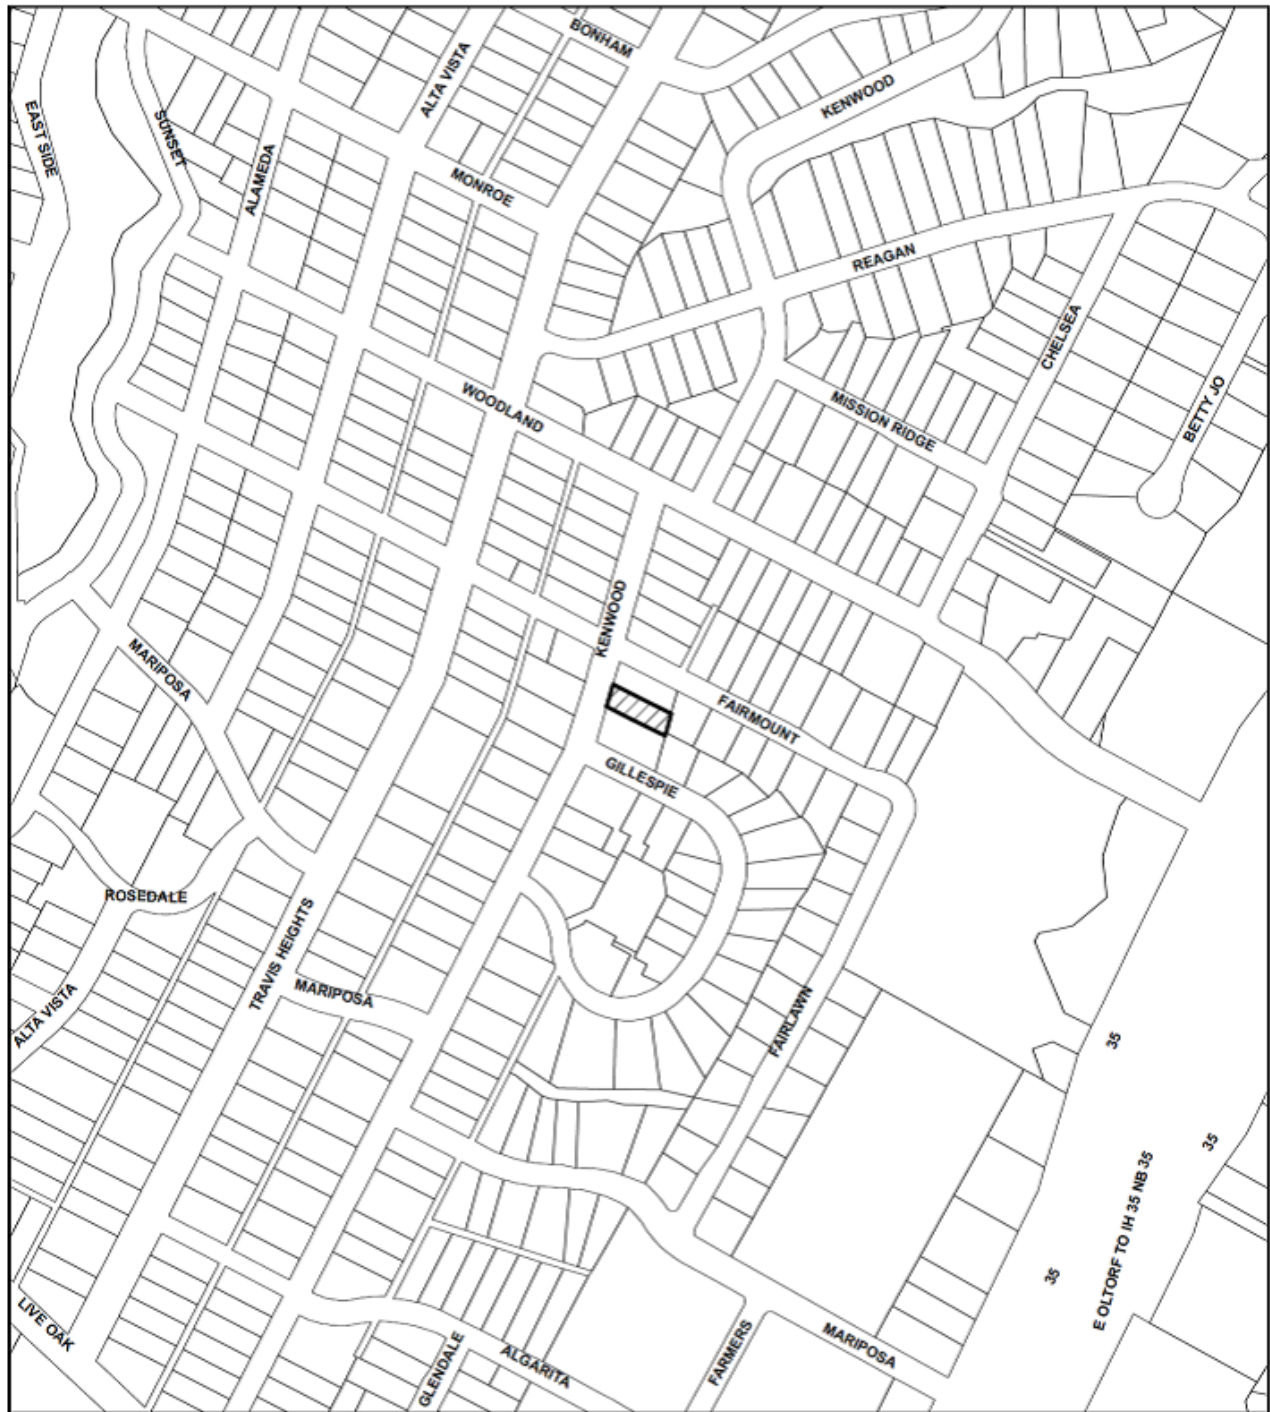 BONHAM
ALTA VISTA
KENWOOD
EAST SIDE
SUNSET
ALAMEDA
MONROE
REAGAN
CHELSEA
WOODLAND
MISSION RIDGE
BETTY JO
KENWOOD
MARIPOSA
FAIRMOUNT
GILLESPIE
ROSEDALE
TRAVIS HEIGHTS
MARIPOSA
ALTA VISTA
FAIRLAWN
35
35
E OLTORF TO IH 35 NB 35
35
LIVE OAK
GLENDALE
ALGARITA
FARMERS
MARIPOSA